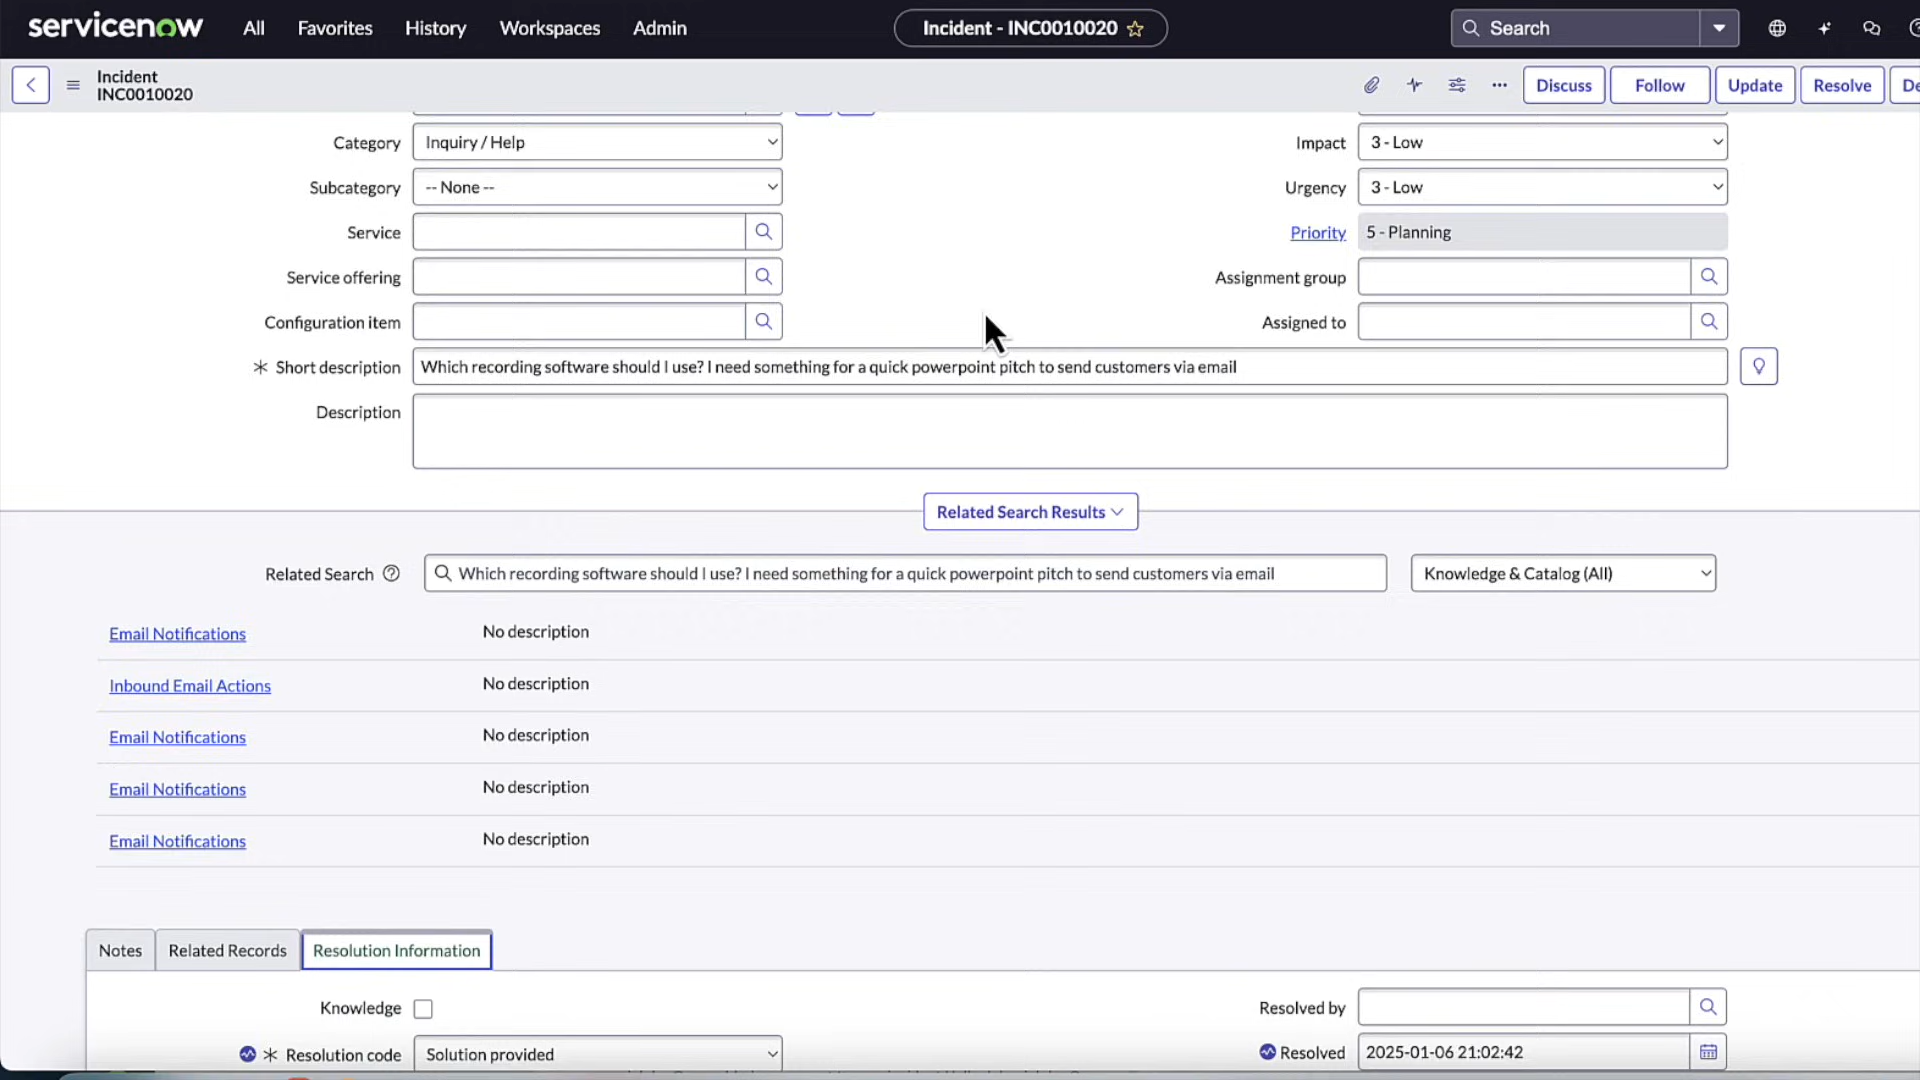 servicenow All Favorites History Workspaces Admin Incident - INC0010020 Search
Incident
INC0010020
Discuss Follow Update Resolve De
Category Inquiry / Help Impact 3 - Low
Subcategory -- None -- Urgency 3 - Low
Service Priority 5 - Planning
Service offering Assignment group
Configuration item Assigned to
Short description Which recording software should I use? I need something for a quick powerpoint pitch to send customers via email
Description
Related Search Results
Related Search Which recording software should I use? I need something for a quick powerpoint pitch to send customers via email Knowledge & Catalog (All)
Email Notifications No description
Inbound Email Actions No description
Email Notifications No description
Email Notifications No description
Email Notifications No description
Notes Related Records Resolution Information
Knowledge Resolved by
Resolution code Solution provided Resolved 2025-01-06 21:02:42